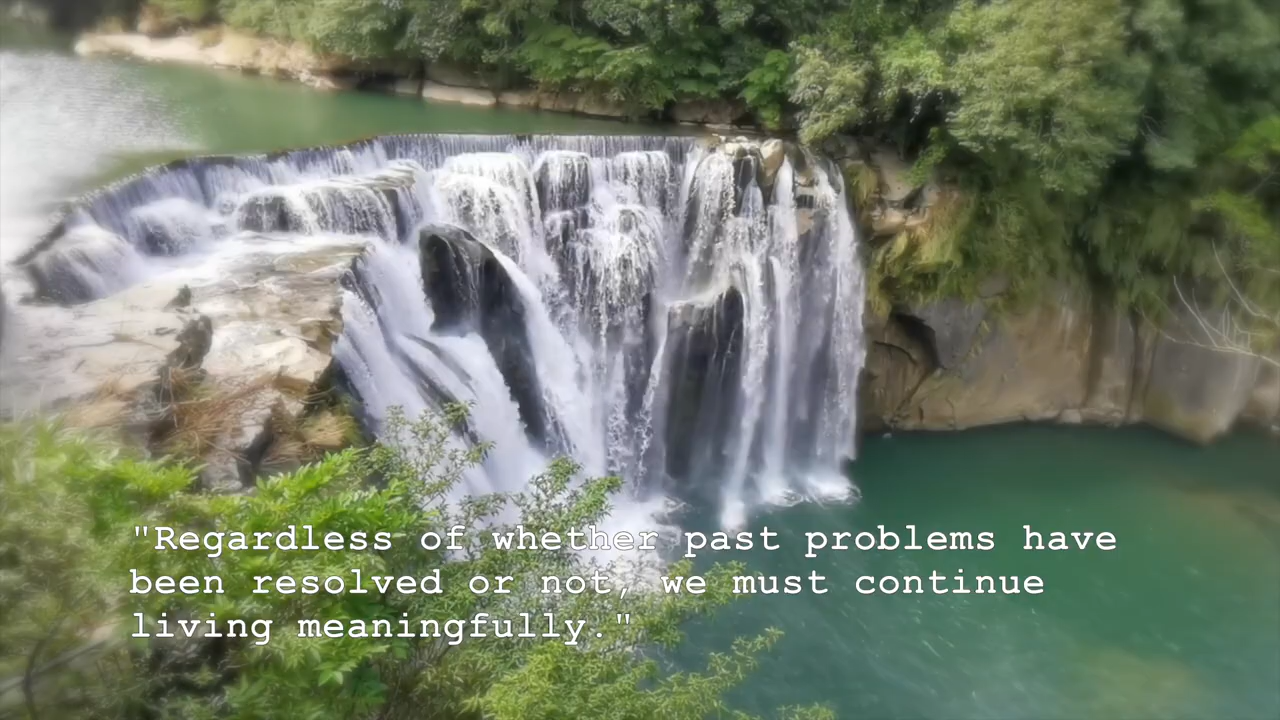 "Regardless of whether past problems have
been resolved or not, we must continue
living meaningfully."